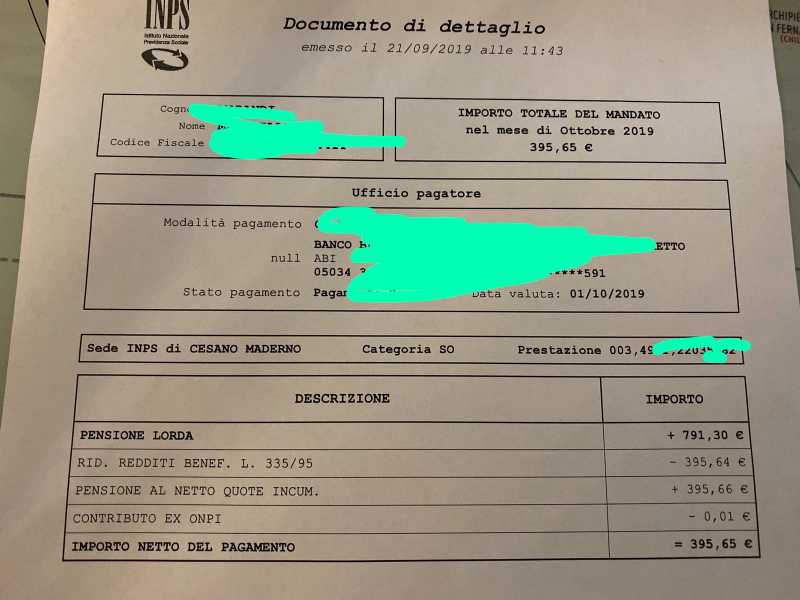 INPS
Istituto Nazionale
Previdenza Sociale
Documento di dettaglio
emesso il 21/09/2019 alle 11:43
Nome
Codice Fiscale
IMPORTO TOTALE DEL MANDATO
nel mese di Ottobre 2019
395,65 €
Ufficio pagatore
Modalità pagamento
BANCO
null ABI
05034 *****591
Stato pagamento Data valuta: 01/10/2019
Sede INPS di CESANO MADERNO Categoria SO Prestazione 003,49
DESCRIZIONE IMPORTO
PENSIONE LORDA + 791,30 €
RID. REDDITI BENEF. L. 335/95 - 395,64 €
PENSIONE AL NETTO QUOTE INCUM. + 395,66 €
CONTRIBUTO EX ONPI - 0,01 €
IMPORTO NETTO DEL PAGAMENTO = 395,65 €